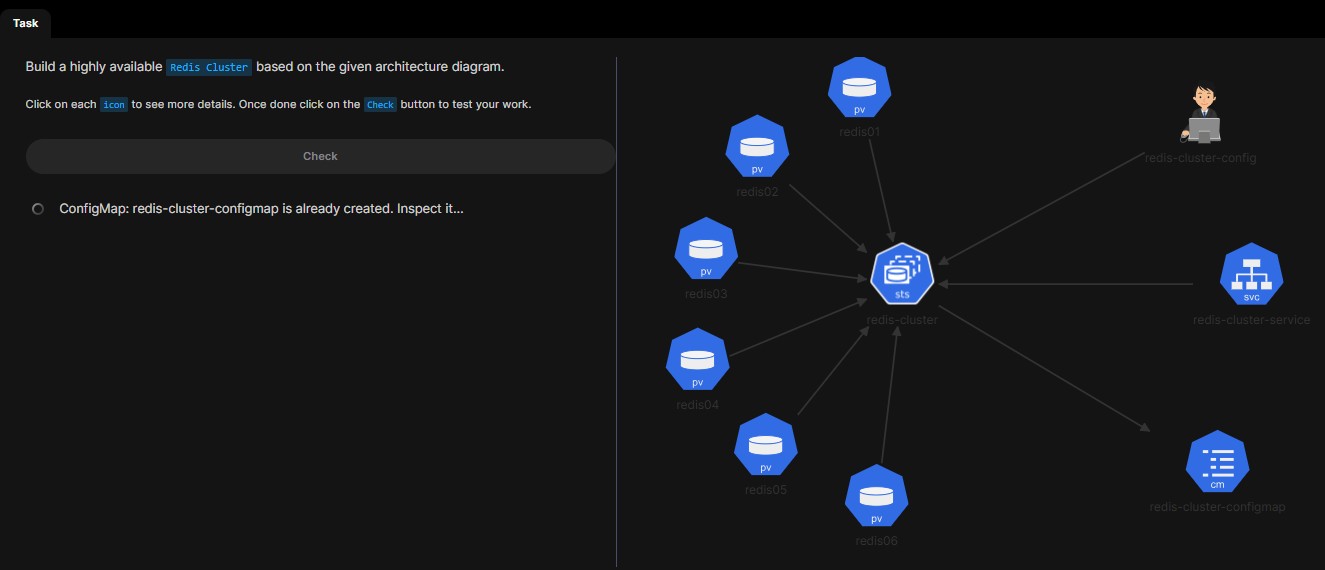 Task
Build a highly available Redis Cluster based on the given architecture diagram.
Click on each icon to see more details. Once done click on the Check button to test your work.
Check
ConfigMap: redis-cluster-configmap is already created. Inspect it...
pv
redis01
pv
redis02
pv
redis03
pv
redis04
pv
redis05
pv
redis06
sts
redis-cluster
redis-cluster-config
svc
redis-cluster-service
cm
redis-cluster-configmap